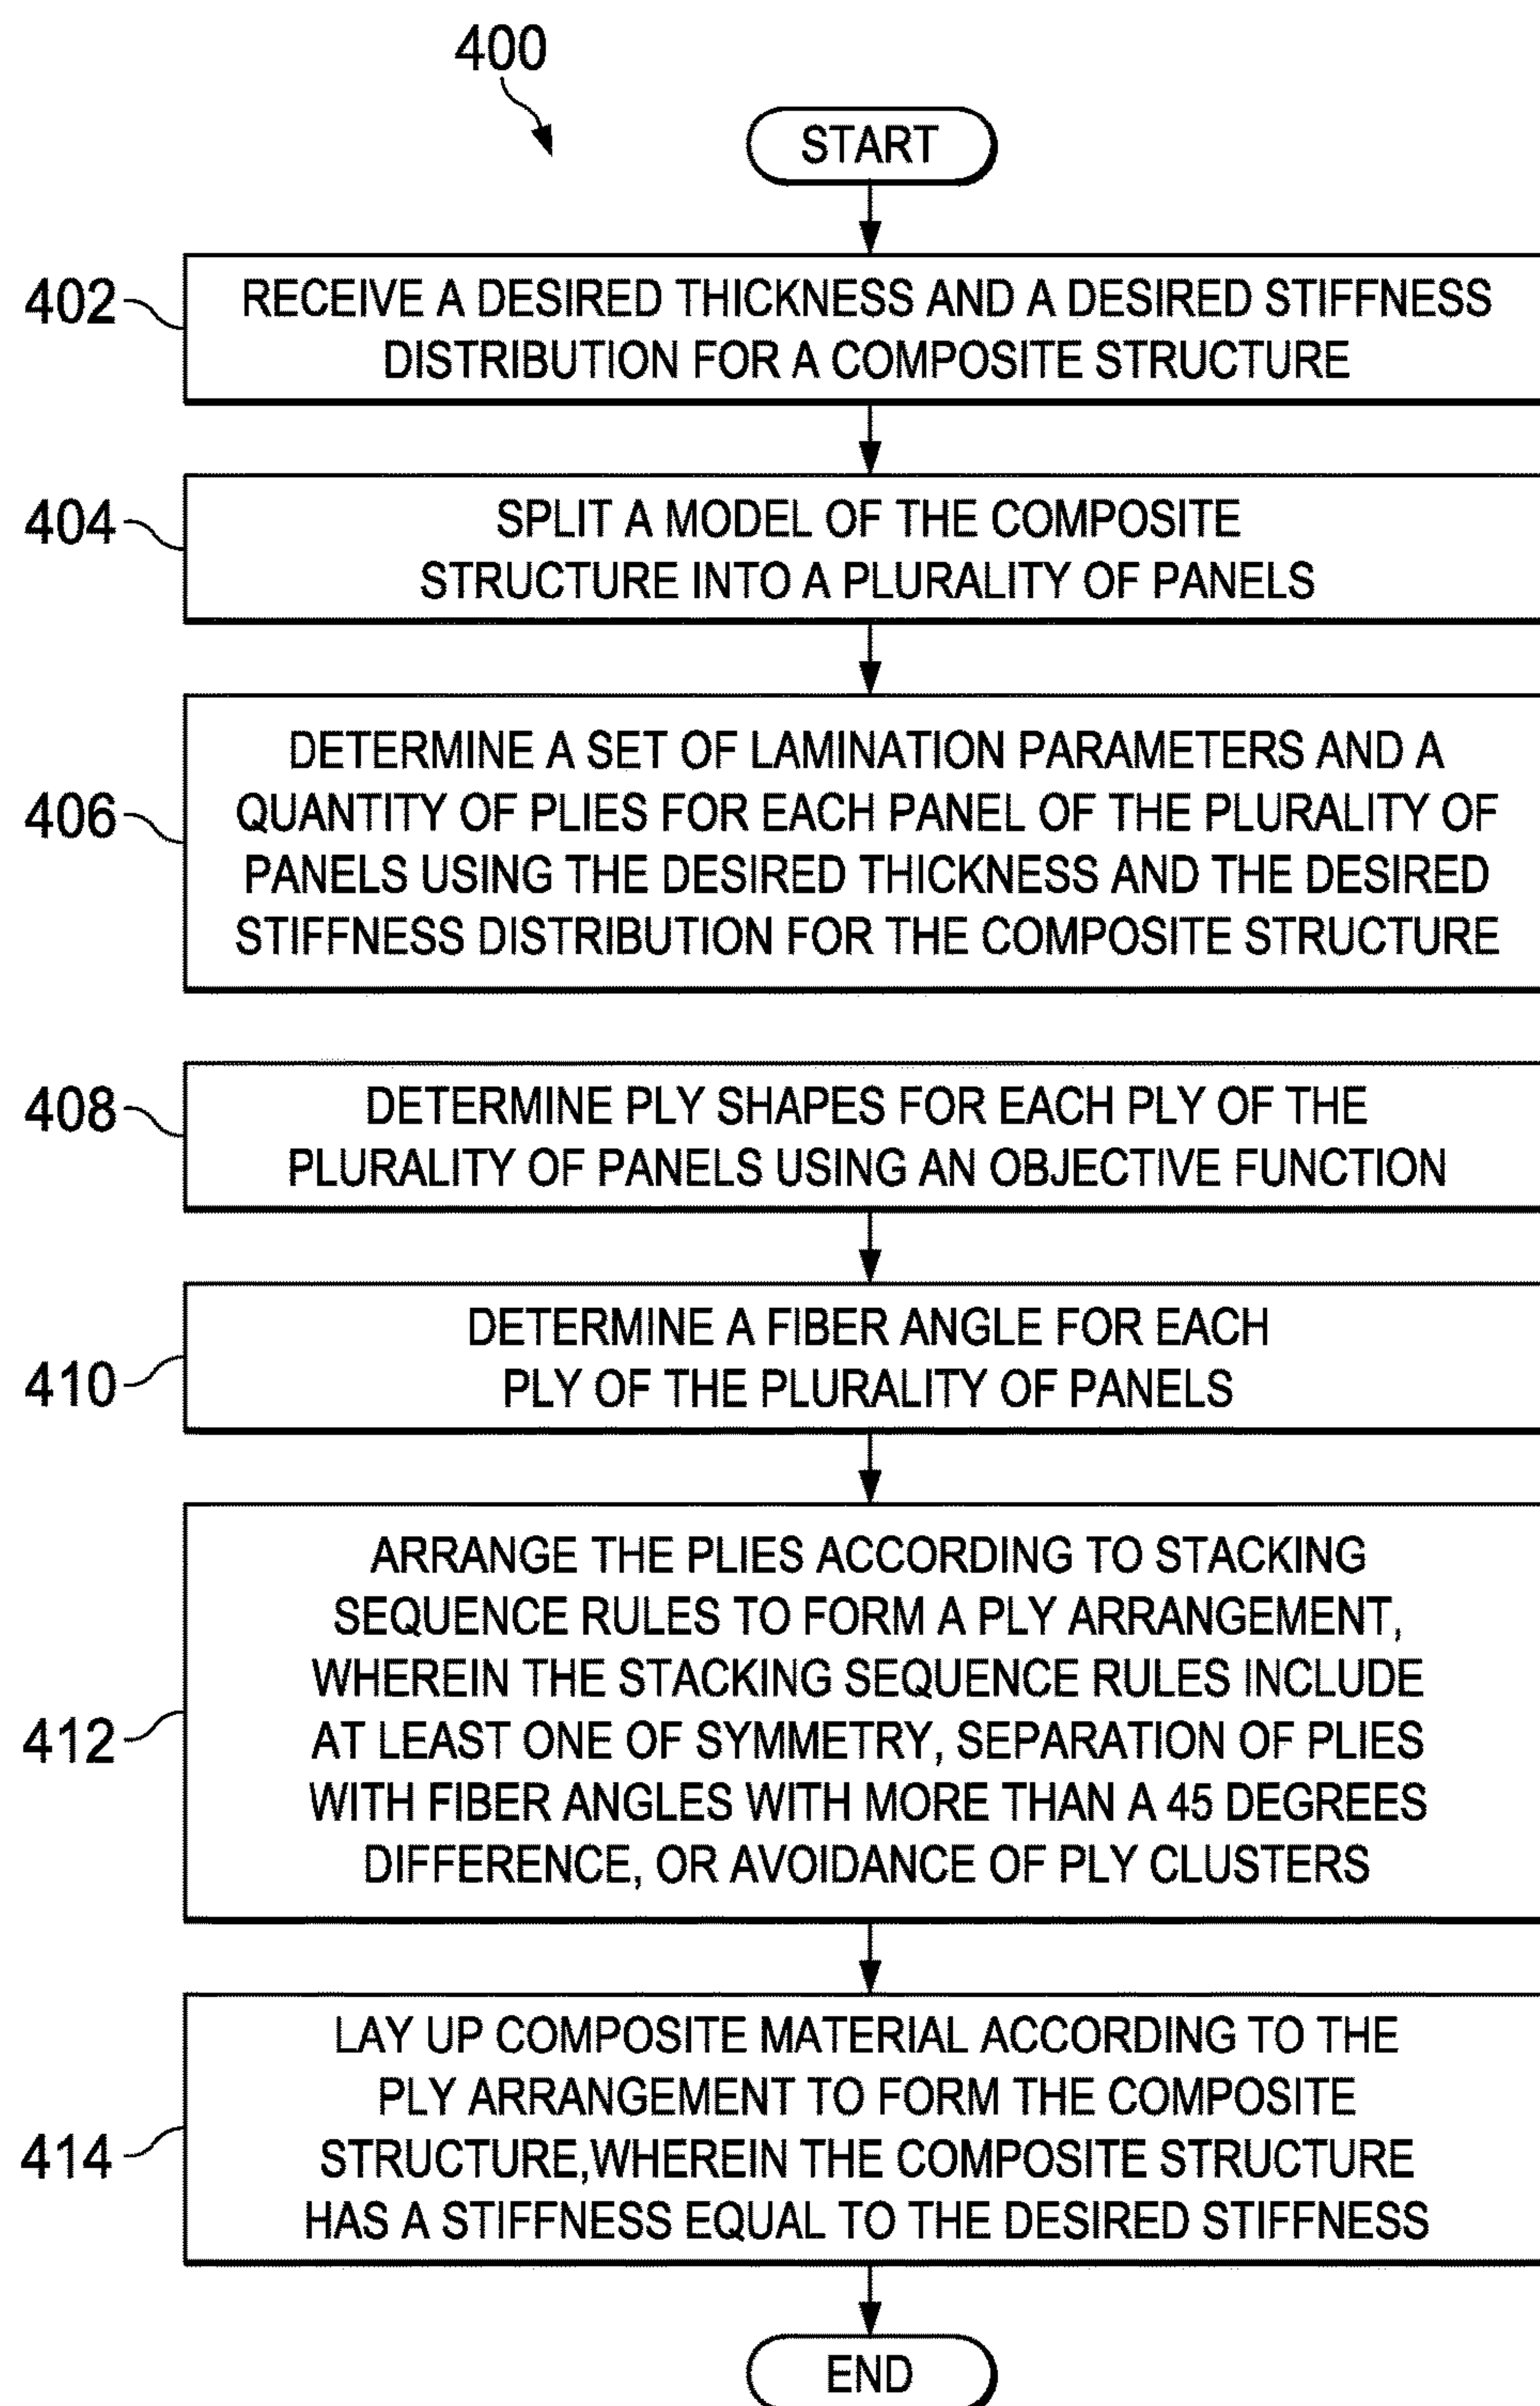 400
START
402
RECEIVE A DESIRED THICKNESS AND A DESIRED STIFFNESS
DISTRIBUTION FOR A COMPOSITE STRUCTURE
404
SPLIT A MODEL OF THE COMPOSITE
STRUCTURE INTO A PLURALITY OF PANELS
406
DETERMINE A SET OF LAMINATION PARAMETERS AND A
QUANTITY OF PLIES FOR EACH PANEL OF THE PLURALITY OF
PANELS USING THE DESIRED THICKNESS AND THE DESIRED
STIFFNESS DISTRIBUTION FOR THE COMPOSITE STRUCTURE
408
DETERMINE PLY SHAPES FOR EACH PLY OF THE
PLURALITY OF PANELS USING AN OBJECTIVE FUNCTION
410
DETERMINE A FIBER ANGLE FOR EACH
PLY OF THE PLURALITY OF PANELS
412
ARRANGE THE PLIES ACCORDING TO STACKING
SEQUENCE RULES TO FORM A PLY ARRANGEMENT,
WHEREIN THE STACKING SEQUENCE RULES INCLUDE
AT LEAST ONE OF SYMMETRY, SEPARATION OF PLIES
WITH FIBER ANGLES WITH MORE THAN A 45 DEGREES
DIFFERENCE, OR AVOIDANCE OF PLY CLUSTERS
414
LAY UP COMPOSITE MATERIAL ACCORDING TO THE
PLY ARRANGEMENT TO FORM THE COMPOSITE
STRUCTURE,WHEREIN THE COMPOSITE STRUCTURE
HAS A STIFFNESS EQUAL TO THE DESIRED STIFFNESS
END